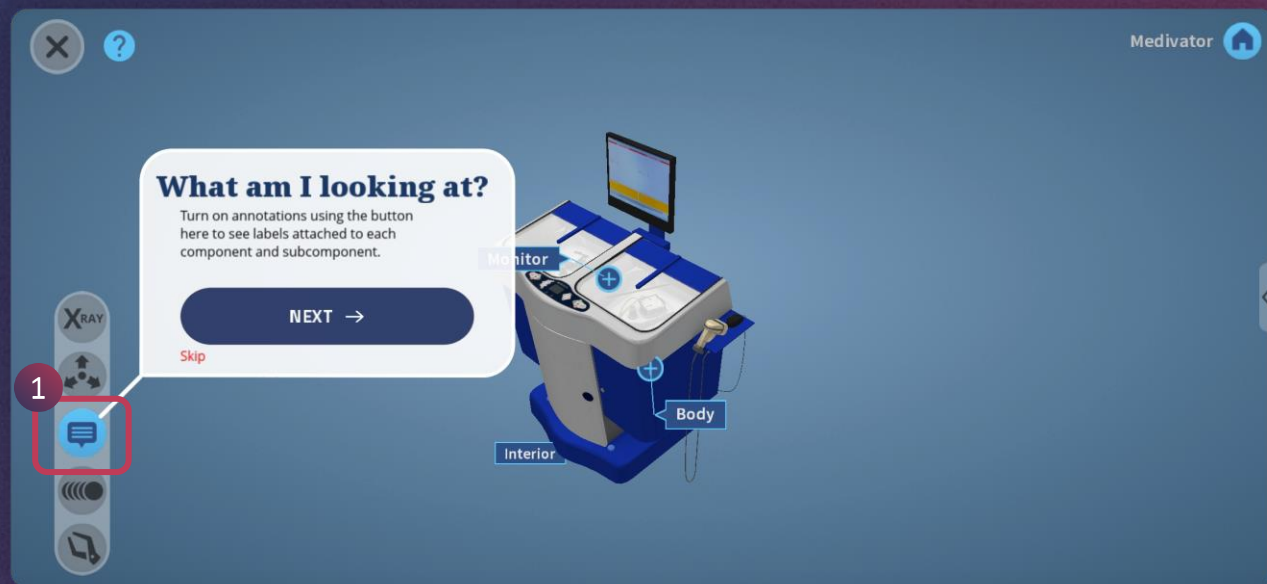 ?
Medivator
What am I looking at?
Turn on annotations using the button
here to see labels attached to each
component and subcomponent.
NEXT →
Skip
Monitor
Body
Interior
XRAY
1